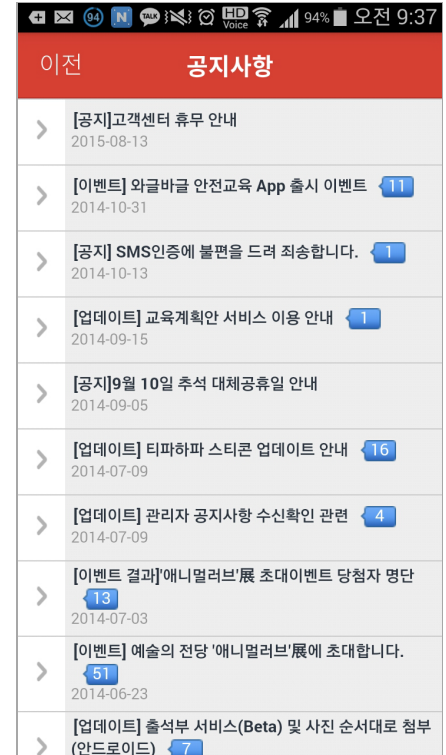 94 N TALK HD Voice 94% 오전 9:37
이전 공지사항
[공지]고객센터 휴무 안내
2015-08-13
[이벤트] 와글바글 안전교육 App 출시 이벤트 11
2014-10-31
[공지] SMS인증에 불편을 드려 죄송합니다. 1
2014-10-13
[업데이트] 교육계획안 서비스 이용 안내 1
2014-09-15
[공지]9월 10일 추석 대체공휴일 안내
2014-09-05
[업데이트] 티파하파 스티콘 업데이트 안내 16
2014-07-09
[업데이트] 관리자 공지사항 수신확인 관련 4
2014-07-09
[이벤트 결과]'애니멀러브'展 초대이벤트 당첨자 명단
13
2014-07-03
[이벤트] 예술의 전당 '애니멀러브'展에 초대합니다.
51
2014-06-23
[업데이트] 출석부 서비스(Beta) 및 사진 순서대로 첨부
(안드로이드) 7